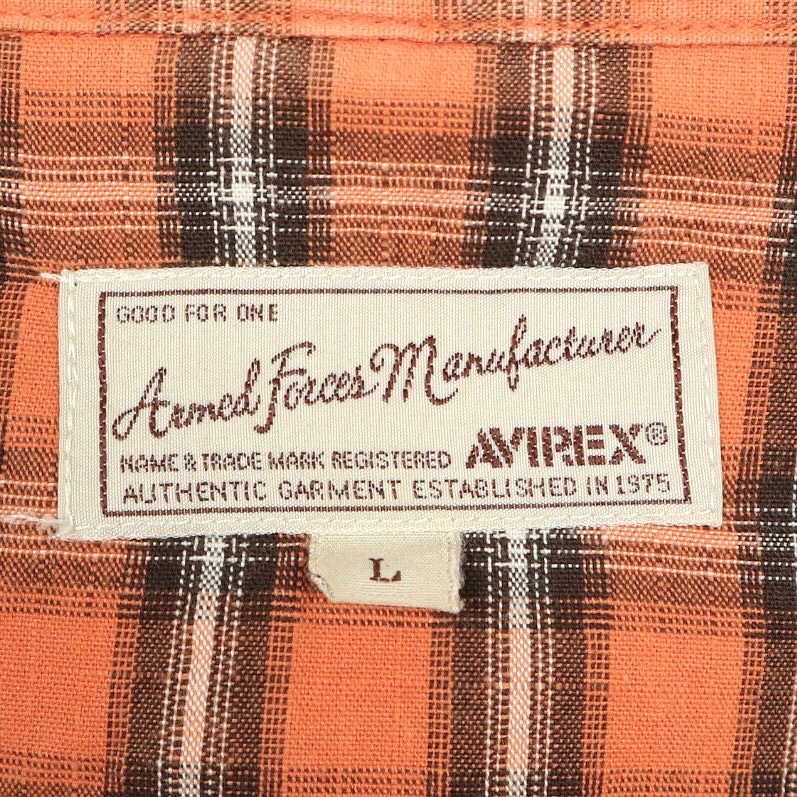 GOOD FOR ONE
Armed Forces Manufacturer
NAME & TRADE MARK REGISTERED AVIREX®
AUTHENTIC GARMENT ESTABLISHED IN 1975
L